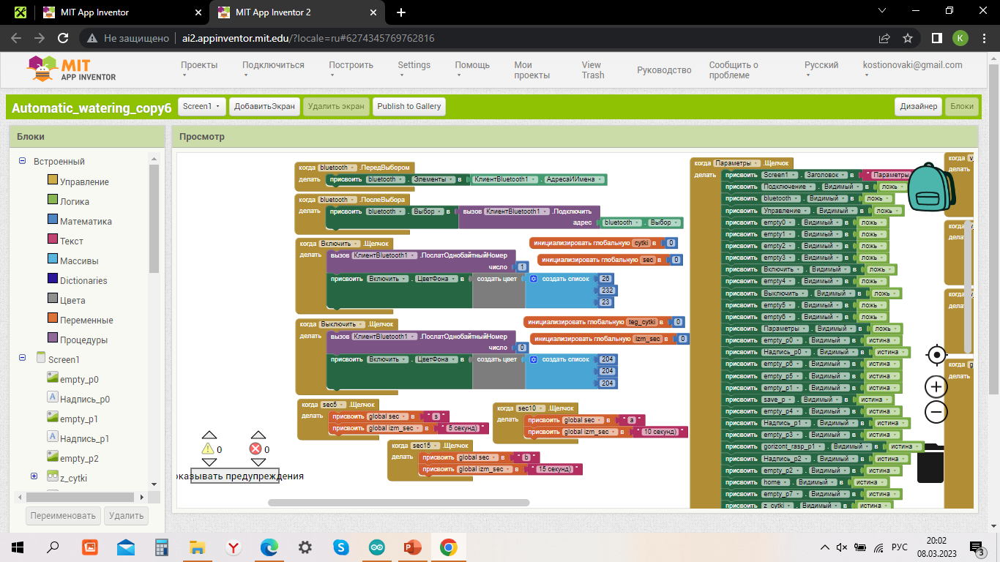 MIT App Inventor
MIT App Inventor 2
Не защищено
ai2.appinventor.mit.edu/?locale=ru#6274345769762816
K
MIT
APP INVENTOR
Проекты
Подключиться
Построить
Settings
Помощь
Мои проекты
View Trash
Руководство
Сообщить о проблеме
Русский
kostionovaki@gmail.com
Automatic_watering_copy6
Screen1
ДобавитьЭкран
Удалить экран
Publish to Gallery
Дизайнер
Блоки
Блоки
Просмотр
Встроенный
Управление
Логика
Математика
Текст
Массивы
Dictionaries
Цвета
Переменные
Процедуры
Screen1
empty_p0
Надпись_p0
empty_p1
Надпись_p1
empty_p2
z_cytki
Переименовать
Удалить
когда bluetooth .ПередВыбором
делать присвоить bluetooth . Элементы в КлиентBluetooth1 . АдресаИИмена
когда bluetooth .ПослеВыбора
делать присвоить bluetooth . Выбор в вызов КлиентBluetooth1 .Подключить
адрес bluetooth . Выбор
когда Включить .Щелчок
делать вызов КлиентBluetooth1 .ПослатОднобайтныйНомер
число 1
присвоить Включить . ЦветФона в создать цвет создать список 26
232
23
инициализировать глобальную cytki в 0
инициализировать глобальную sec в 0
когда Выключить .Щелчок
делать вызов КлиентBluetooth1 .ПослатОднобайтныйНомер
число 0
присвоить Включить . ЦветФона в создать цвет создать список 204
204
204
инициализировать глобальную teg_cytki в 0
инициализировать глобальную izm_sec в 0
когда sec5 .Щелчок
делать присвоить global sec в " s "
присвоить global izm_sec в " 5 секунд) "
когда sec10 .Щелчок
делать присвоить global sec в " a "
присвоить global izm_sec в " 10 секунд) "
когда sec15 .Щелчок
делать присвоить global sec в " b "
присвоить global izm_sec в " 15 секунд) "
0
0
оказывать предупреждения
когда Параметры .Щелчок
делать присвоить Screen1 . Заголовок в " Параметры
присвоить Подключение . Видимый в ложь
присвоить bluetooth . Видимый в ложь
присвоить Управление . Видимый в ложь
присвоить empty0 . Видимый в ложь
присвоить empty1 . Видимый в ложь
присвоить empty2 . Видимый в ложь
присвоить empty3 . Видимый в ложь
присвоить Включить . Видимый в ложь
присвоить empty4 . Видимый в ложь
присвоить Выключить . Видимый в ложь
присвоить empty5 . Видимый в ложь
присвоить empty6 . Видимый в ложь
присвоить Параметры . Видимый в ложь
присвоить empty_p0 . Видимый в истина
присвоить Надпись_p0 . Видимый в истина
присвоить empty_p6 . Видимый в истина
присвоить empty_p5 . Видимый в истина
присвоить empty_p1 . Видимый в истина
присвоить save_p . Видимый в истина
присвоить empty_p4 . Видимый в истина
присвоить Надпись_p1 . Видимый в истина
присвоить empty_p3 . Видимый в истина
присвоить gorizont_rasp_p1 . Видимый в истина
присвоить Надпись_p2 . Видимый в истина
присвоить empty_p2 . Видимый в истина
присвоить home . Видимый в истина
присвоить empty_p7 . Видимый в истина
присвоить z_cytki . Видимый в истина
когда
делать
делать
делать
когда
делать
РУС
20:02
08.03.2023
3